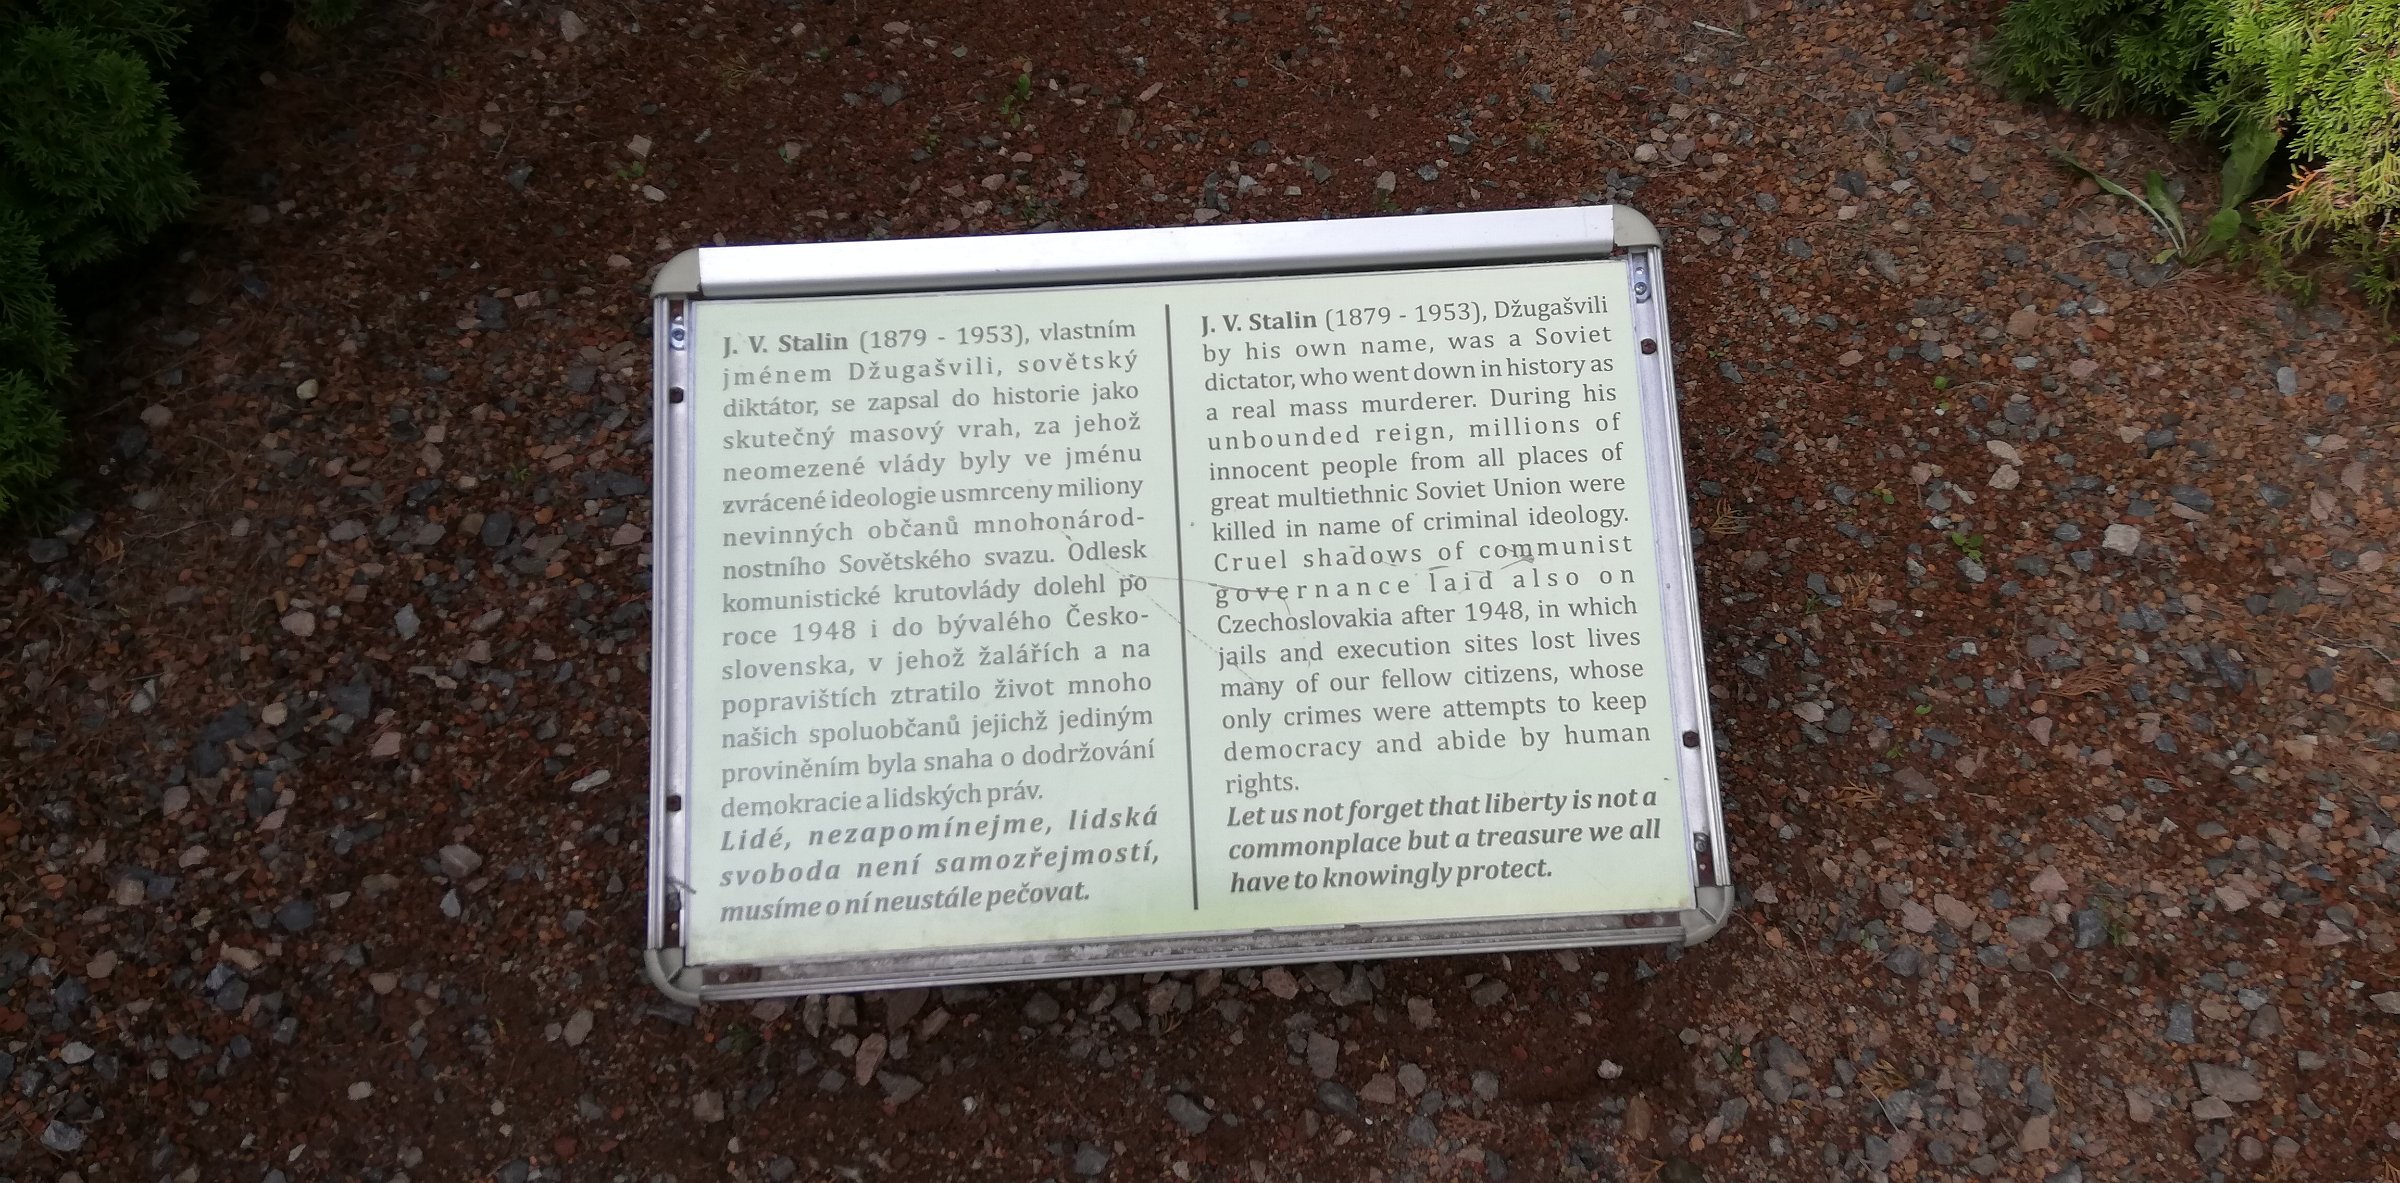 J. V. Stalin (1879 - 1953), vlastním
jménem Džugašvili, sovětský
diktátor, se zapsal do historie jako
skutečný masový vrah, za jehož
neomezené vlády byly ve jménu
zvrácené ideologie usmrceny miliony
nevinných občanů mnohonárod-
nostního Sovětského svazu. Odlesk
komunistické krutovlády dolehl po
roce 1948 i do bývalého Česko-
slovenska, v jehož žalářích a na
popravištích ztratilo život mnoho
našich spoluobčanů jejichž jediným
proviněním byla snaha o dodržování
demokracie a lidských práv.
Lidé, nezapomínejme, lidská
svoboda není samozřejmostí,
musíme o ní neustále pečovat.
J. V. Stalin (1879 - 1953), Džugašvili
by his own name, was a Soviet
dictator, who went down in history as
a real mass murderer. During his
unbounded reign, millions of
innocent people from all places of
great multiethnic Soviet Union were
killed in name of criminal ideology.
Cruel shadows of communist
governance laid also on
Czechoslovakia after 1948, in which
jails and execution sites lost lives
many of our fellow citizens, whose
only crimes were attempts to keep
democracy and abide by human
rights.
Let us not forget that liberty is not a
commonplace but a treasure we all
have to knowingly protect.